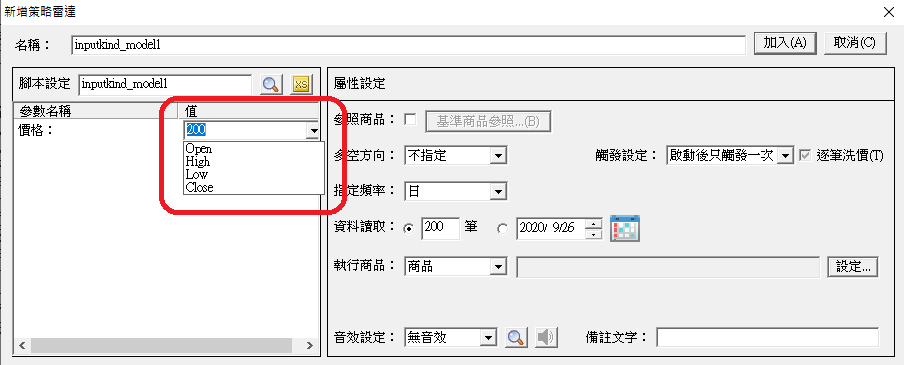 新增策略雷達
名稱： inputkind_model1 加入(A) 取消(C)
腳本設定 inputkind_model1 XS
屬性設定
參數名稱 值
價格： 200
Open
High
Low
Close
參照商品： 基準商品參照...(B)
多空方向： 不指定 觸發設定： 啟動後只觸發一次 逐筆洗價(T)
指定頻率： 日
資料讀取： 200 筆 2020/ 9/26
執行商品： 商品 設定...
音效設定： 無音效 備註文字：